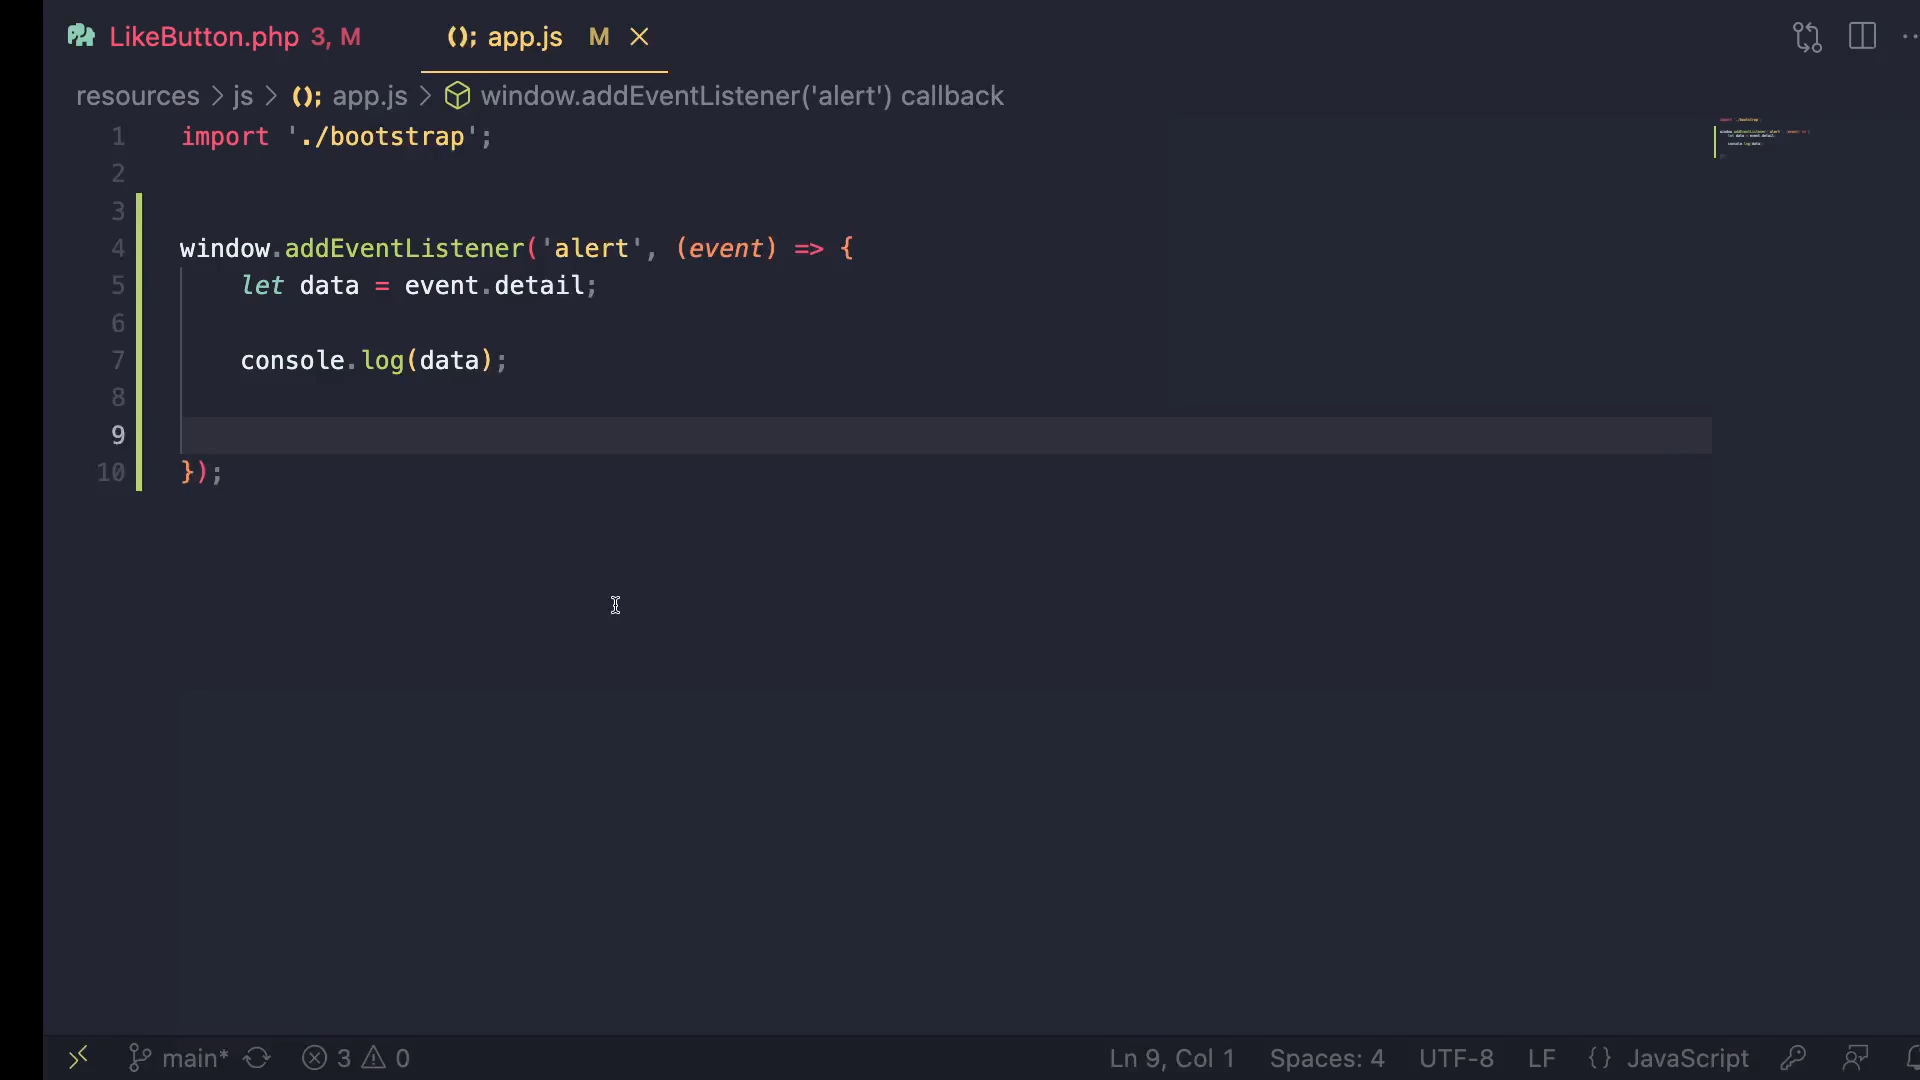 LikeButton.php 3, M
(); app.js M
resources > js > (); app.js > window.addEventListener('alert') callback
1 import './bootstrap';
2
3
4 window.addEventListener('alert', (event) => {
5 let data = event.detail;
6
7 console.log(data);
8
9
10 });
main* 3 0
Ln 9, Col 1 Spaces: 4 UTF-8 LF {} JavaScript